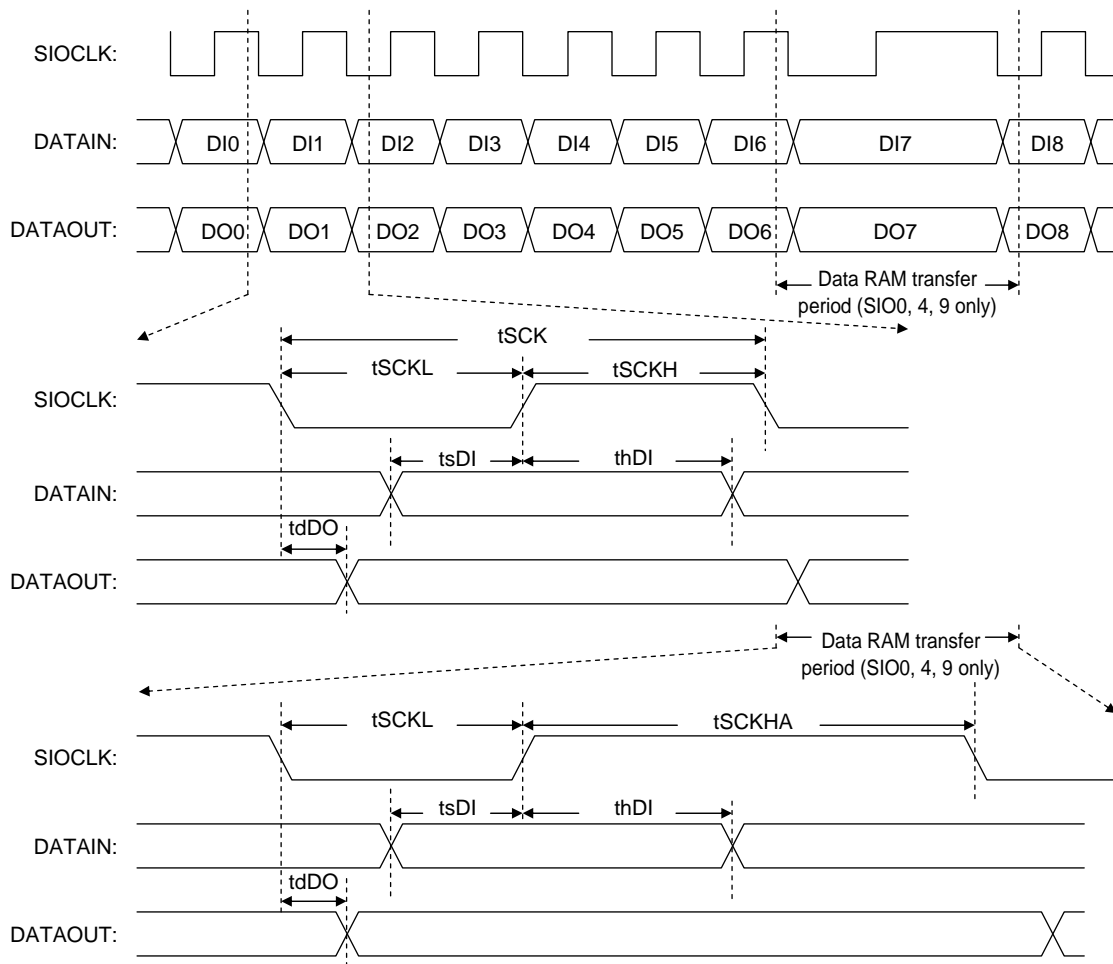 SIOCLK:
DATAIN: DI0 DI1 DI2 DI3 DI4 DI5 DI6 DI7 DI8
DATAOUT: DO0 DO1 DO2 DO3 DO4 DO5 DO6 DO7 DO8
Data RAM transfer
period (SIO0, 4, 9 only)
tSCK
tSCKL tSCKH
SIOCLK:
tsDI thDI
DATAIN:
tdDO
DATAOUT:
Data RAM transfer
period (SIO0, 4, 9 only)
tSCKL tSCKHA
SIOCLK:
tsDI thDI
DATAIN:
tdDO
DATAOUT: